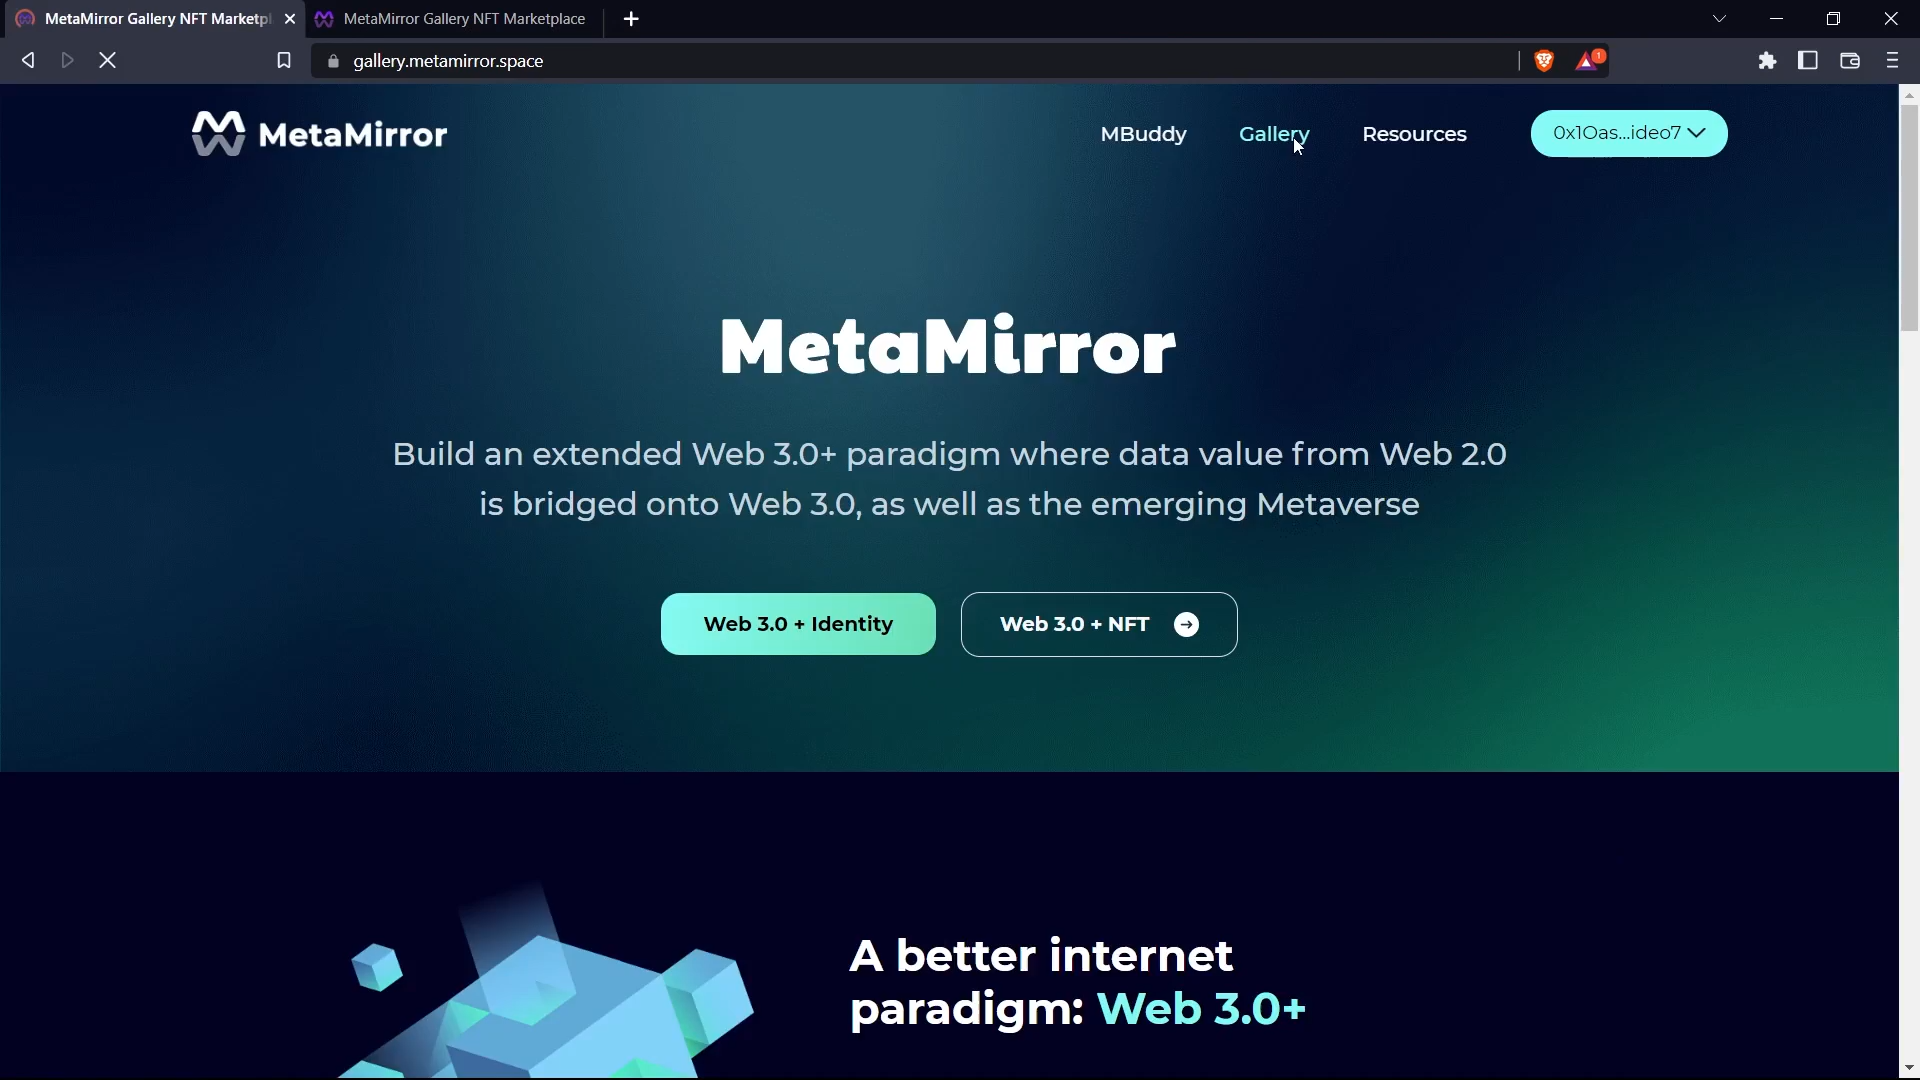 MetaMirror Gallery NFT Marketpl
MetaMirror Gallery NFT Marketplace
gallery.metamirror.space
1
MetaMirror
MBuddy
Gallery
Resources
0x1Oas...ideo7
MetaMirror
Build an extended Web 3.0+ paradigm where data value from Web 2.0
is bridged onto Web 3.0, as well as the emerging Metaverse
Web 3.0 + Identity
Web 3.0 + NFT
A better internet
paradigm: Web 3.0+